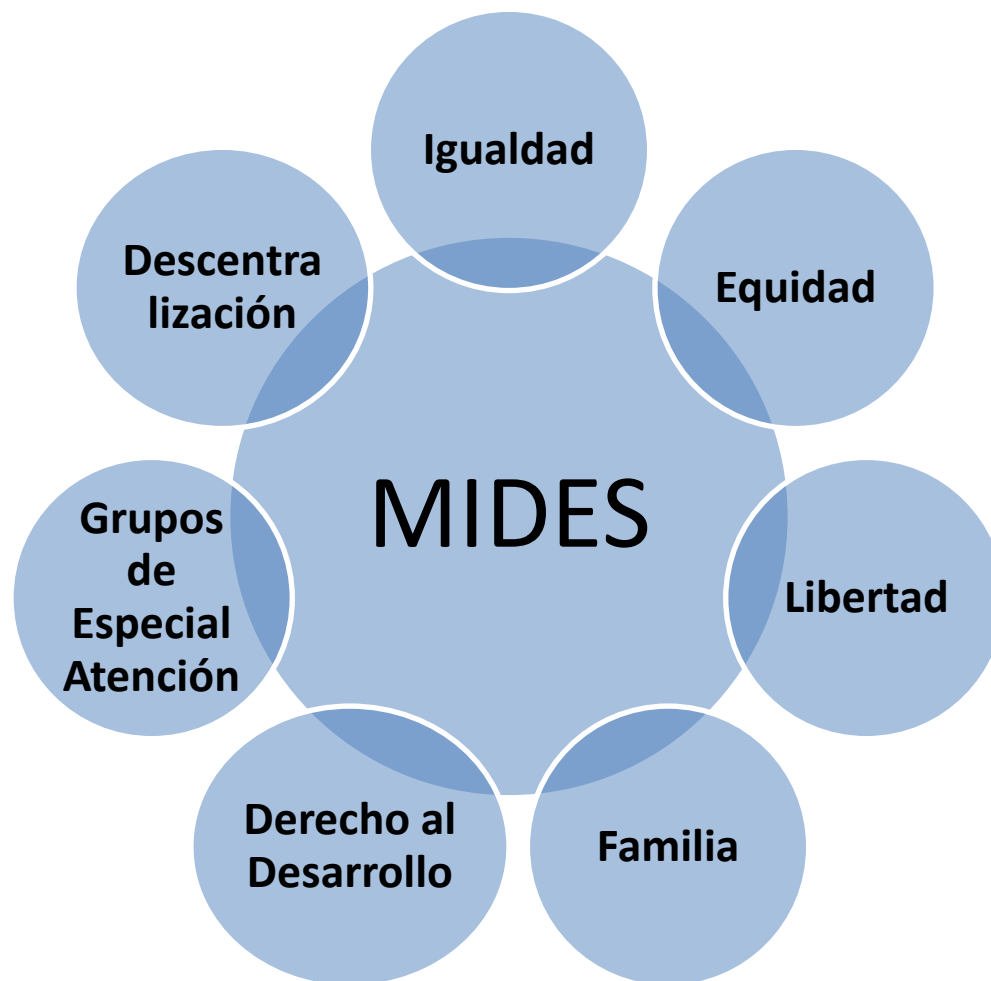 Igualdad
Descentra
lización
Equidad
MIDES
Grupos
de
Especial
Atención
Libertad
Derecho al
Desarrollo
Familia